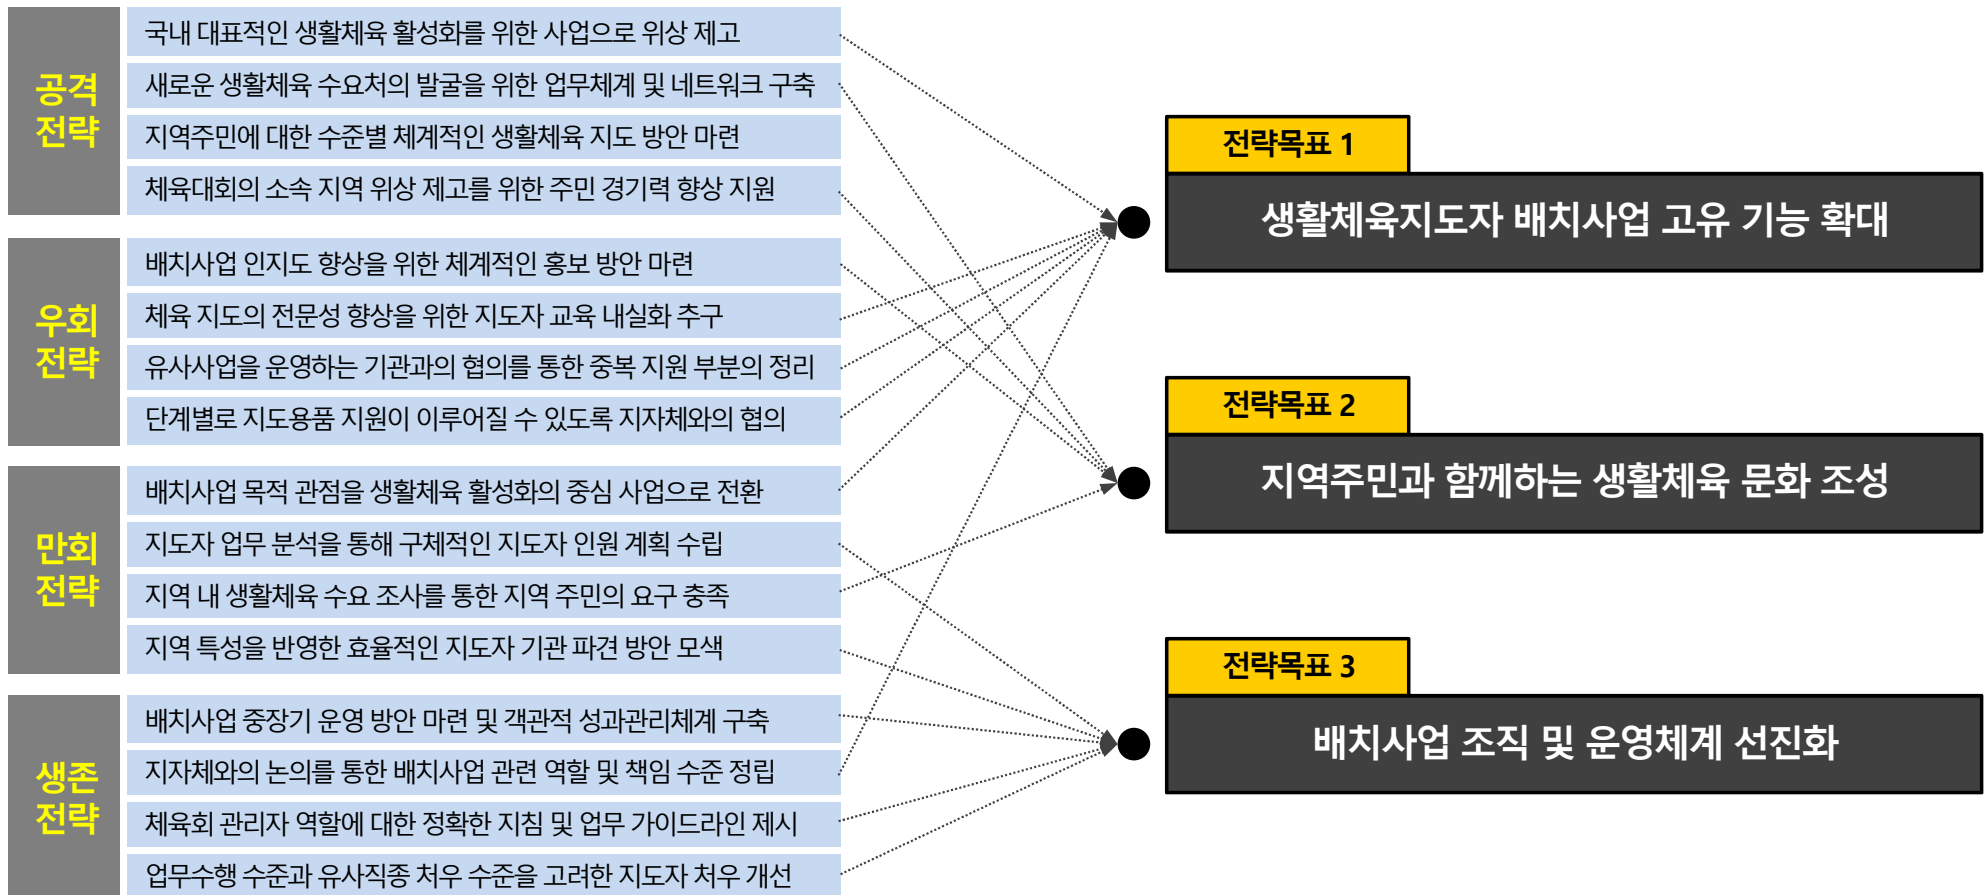 공격
전략
국내 대표적인 생활체육 활성화를 위한 사업으로 위상 제고
새로운 생활체육 수요처의 발굴을 위한 업무체계 및 네트워크 구축
지역주민에 대한 수준별 체계적인 생활체육 지도 방안 마련
체육대회의 소속 지역 위상 제고를 위한 주민 경기력 향상 지원
우회
전략
배치사업 인지도 향상을 위한 체계적인 홍보 방안 마련
체육 지도의 전문성 향상을 위한 지도자 교육 내실화 추구
유사사업을 운영하는 기관과의 협의를 통한 중복 지원 부분의 정리
단계별로 지도용품 지원이 이루어질 수 있도록 지자체와의 협의
만회
전략
배치사업 목적 관점을 생활체육 활성화의 중심 사업으로 전환
지도자 업무 분석을 통해 구체적인 지도자 인원 계획 수립
지역 내 생활체육 수요 조사를 통한 지역 주민의 요구 충족
지역 특성을 반영한 효율적인 지도자 기관 파견 방안 모색
생존
전략
배치사업 중장기 운영 방안 마련 및 객관적 성과관리체계 구축
지자체와의 논의를 통한 배치사업 관련 역할 및 책임 수준 정립
체육회 관리자 역할에 대한 정확한 지침 및 업무 가이드라인 제시
업무수행 수준과 유사직종 처우 수준을 고려한 지도자 처우 개선
전략목표 1
생활체육지도자 배치사업 고유 기능 확대
전략목표 2
지역주민과 함께하는 생활체육 문화 조성
전략목표 3
배치사업 조직 및 운영체계 선진화